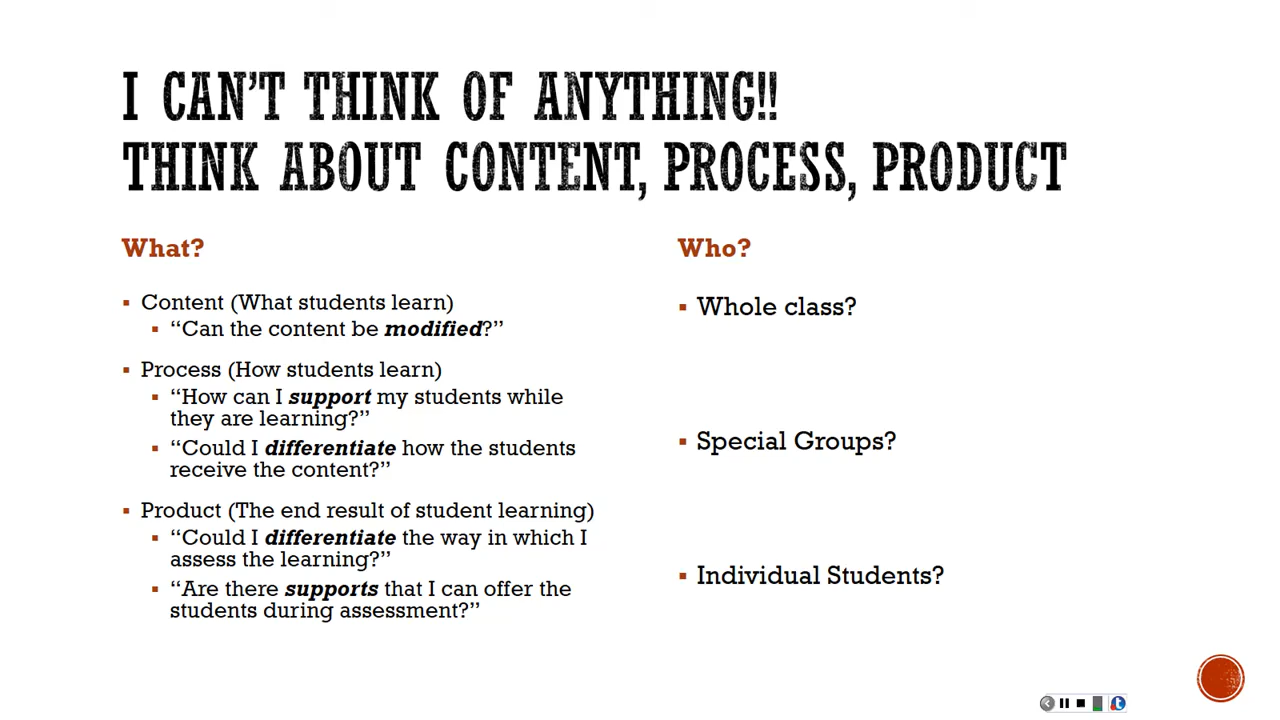 I CAN’T THINK OF ANYTHING!!
THINK ABOUT CONTENT, PROCESS, PRODUCT
What?
▪ Content (What students learn)
▪ “Can the content be modified?”
▪ Process (How students learn)
▪ “How can I support my students while
they are learning?”
▪ “Could I differentiate how the students
receive the content?”
▪ Product (The end result of student learning)
▪ “Could I differentiate the way in which I
assess the learning?”
▪ “Are there supports that I can offer the
students during assessment?”
Who?
▪ Whole class?
▪ Special Groups?
▪ Individual Students?